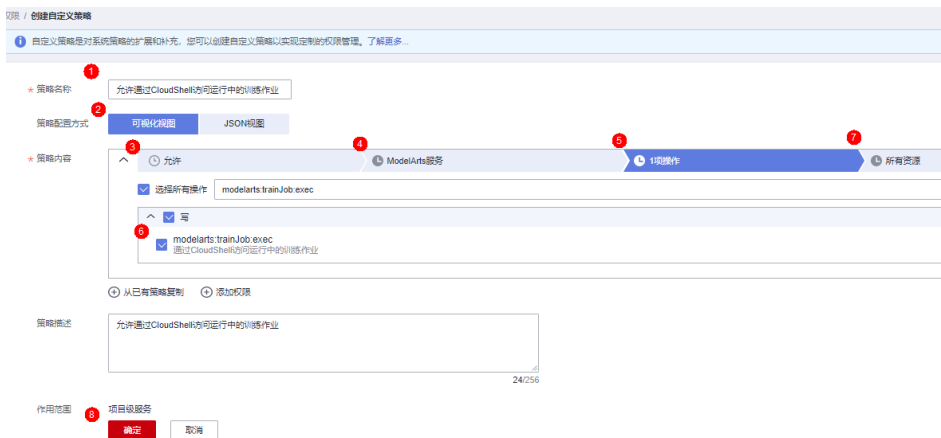 权限 / 创建自定义策略
自定义策略是对系统策略的扩展和补充，您可以创建自定义策略以实现定制的权限管理。了解更多...
1
* 策略名称 允许通过CloudShell访问运行中的训练作业
2
策略配置方式 可视化视图 JSON视图
3 4 5 7
* 策略内容 允许 ModelArts服务 1项操作 所有资源
选择所有操作 modelarts:trainJob:exec
写
6 modelarts:trainJob:exec
通过CloudShell访问运行中的训练作业
从已有策略复制 添加权限
策略描述 允许通过CloudShell访问运行中的训练作业
24/256
作用范围 项目级服务
8 确定 取消